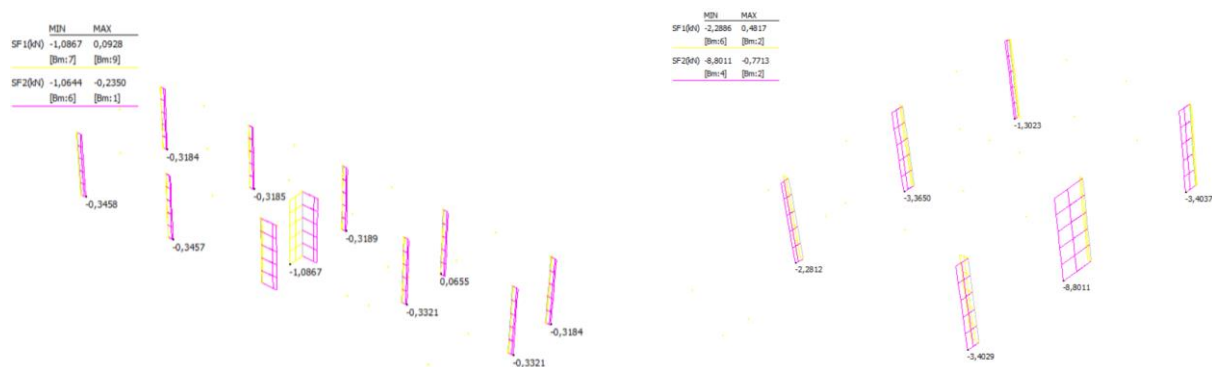 MIN MAX
SF1(kN) -1,0867 0,0928
[Bm:7] [Bm:9]
SF2(kN) -1,0644 -0,2350
[Bm:6] [Bm:1]
-0,3184
-0,3458
-0,3185
-0,3457
-0,3189
-1,0867
0,0655
-0,3321
-0,3184
-0,3321
MIN MAX
SF1(kN) -2,2886 0,4817
[Bm:6] [Bm:2]
SF2(kN) -8,8011 -0,7713
[Bm:4] [Bm:2]
-1,3023
-3,3650
-3,4037
-2,2812
-8,8011
-3,4029